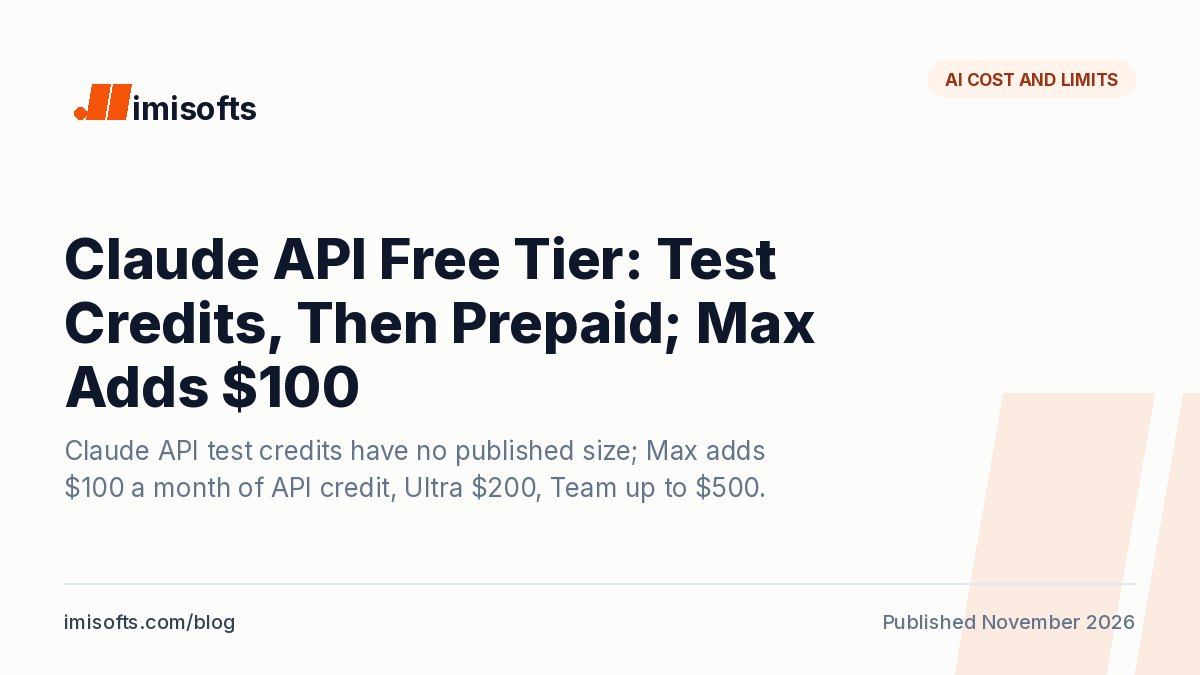 imisofts
AI COST AND LIMITS
Claude API Free Tier: Test
Credits, Then Prepaid; Max
Adds $100
Claude API test credits have no published size; Max adds
$100 a month of API credit, Ultra $200, Team up to $500.
imisofts.com/blog
Published November 2026